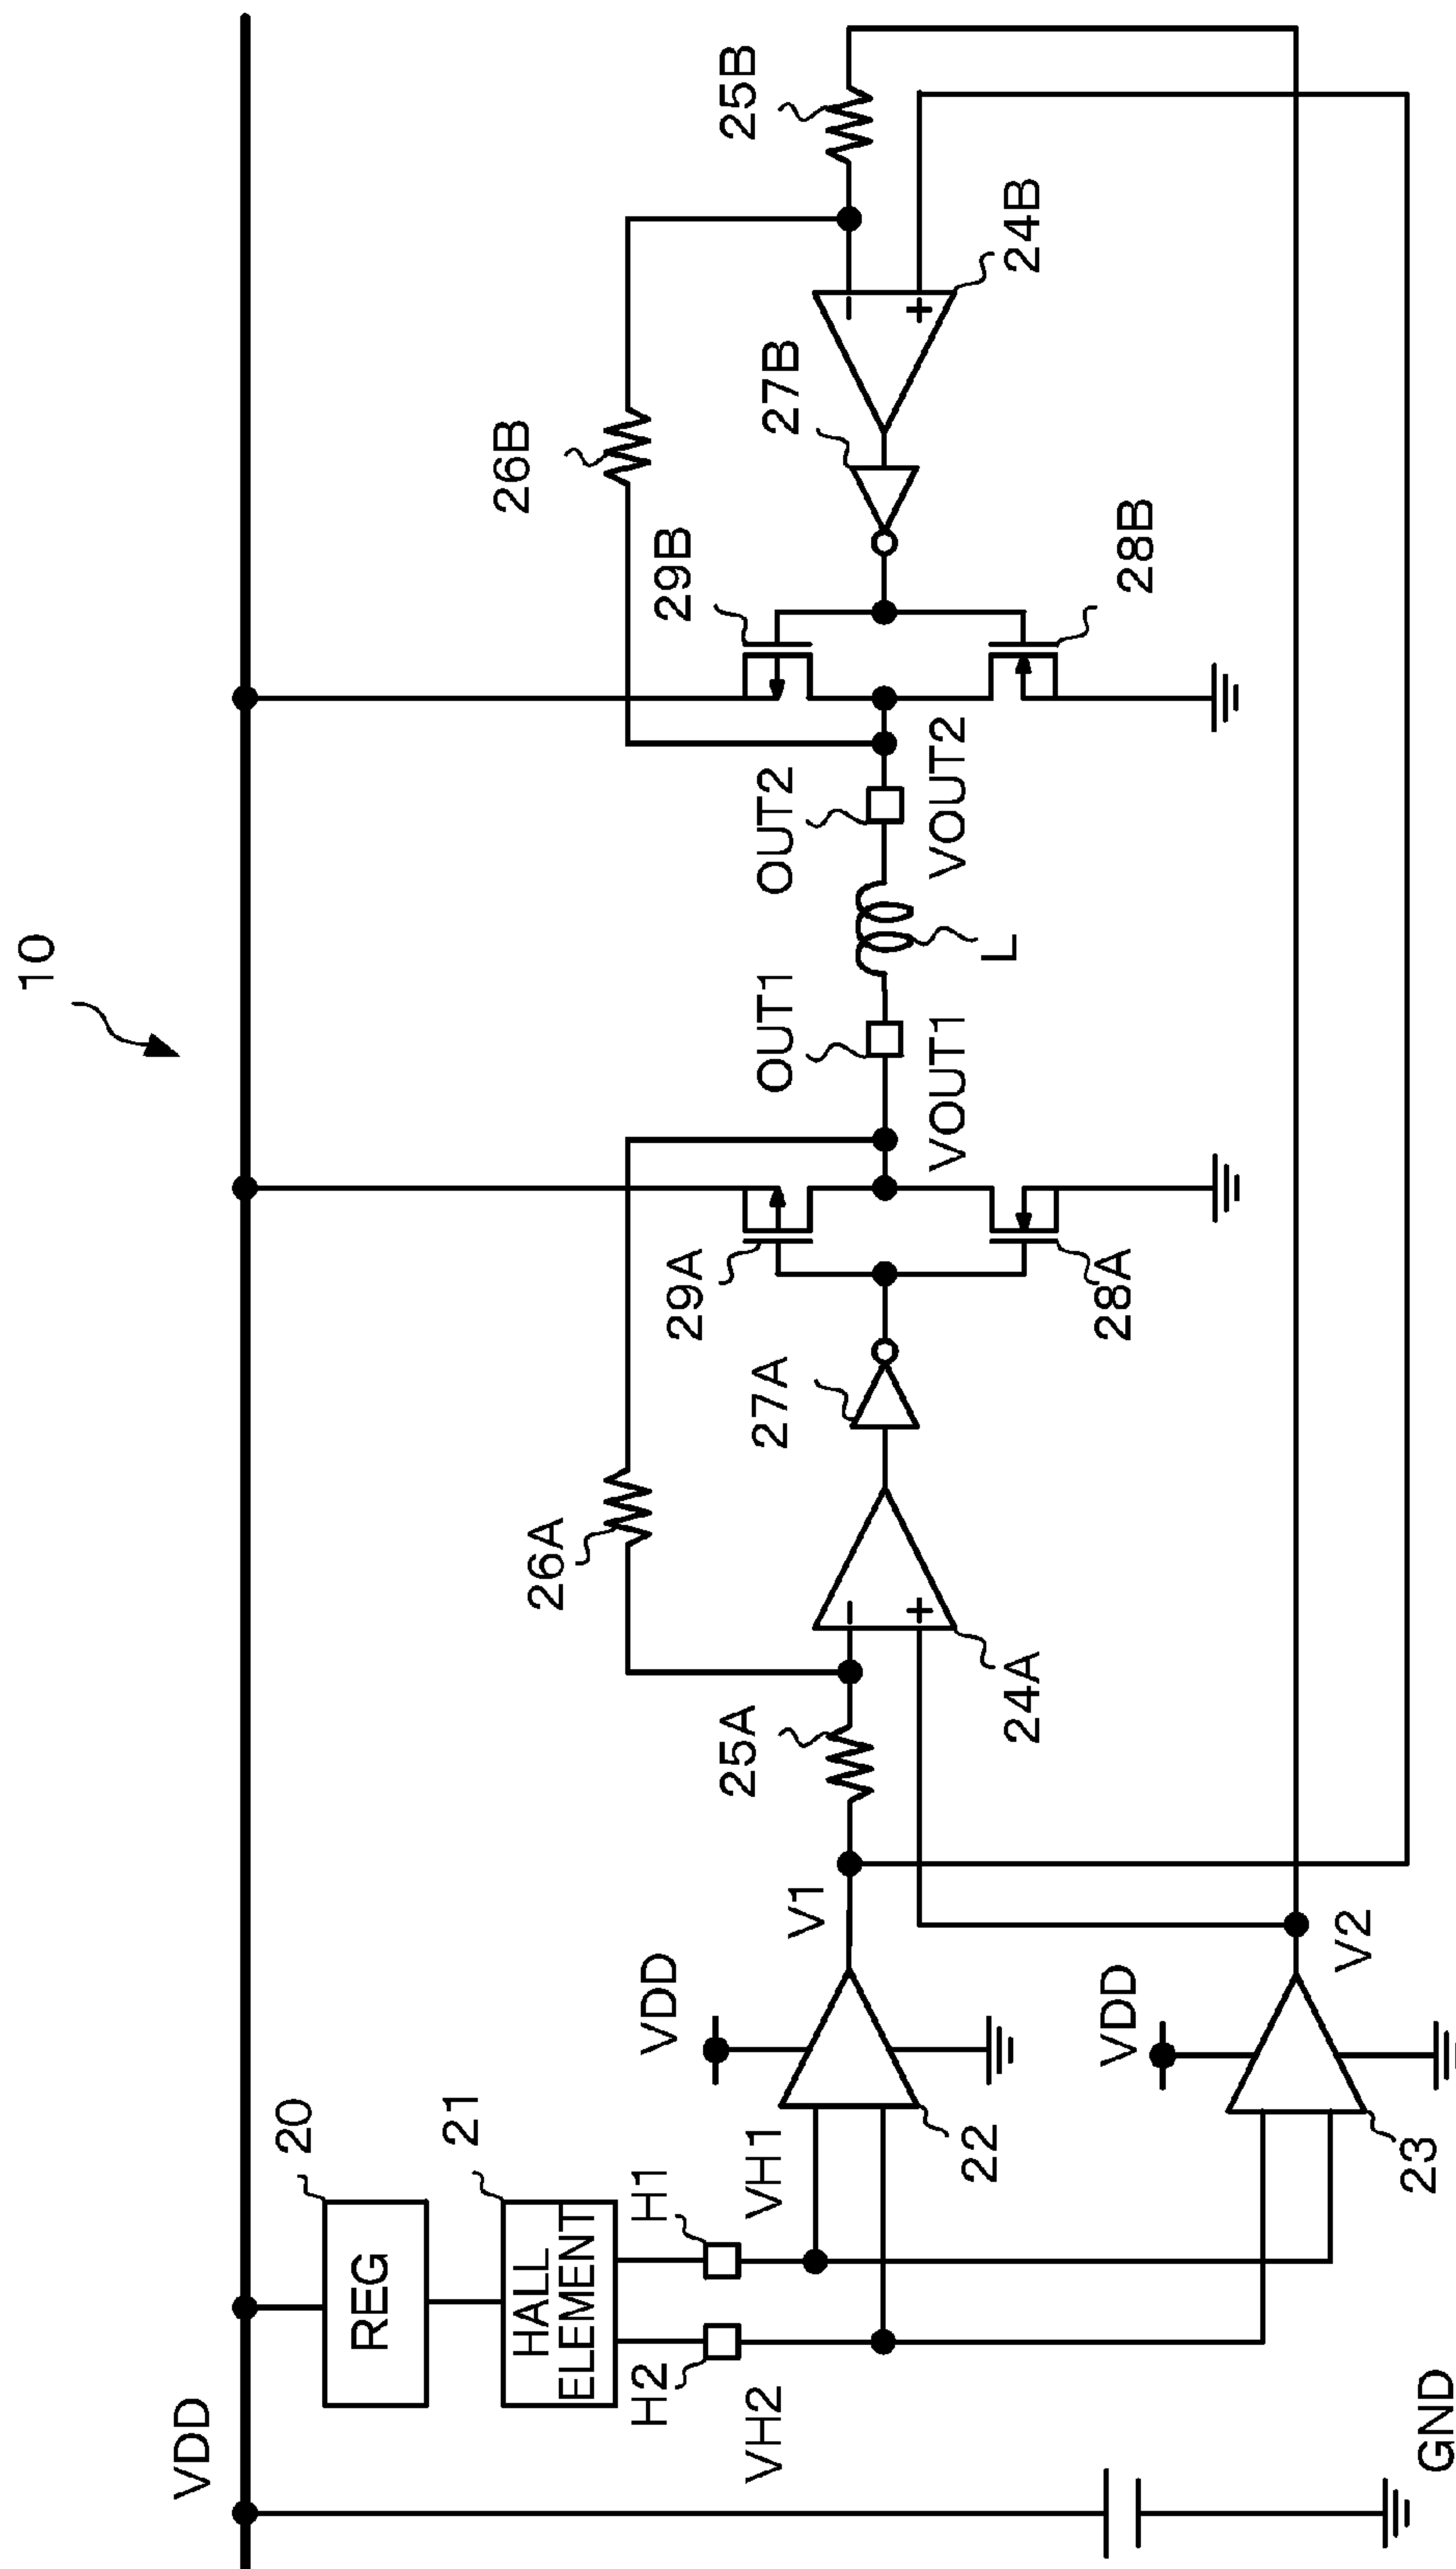 10
VDD
REG
20
HALL
ELEMENT
21
H1
H2
VH1
VH2
22
23
VDD
VDD
V1
V2
25A
26A
24A
-
+
27A
29A
28A
OUT1
VOUT1
L
OUT2
VOUT2
29B
28B
26B
27B
24B
-
+
25B
GND